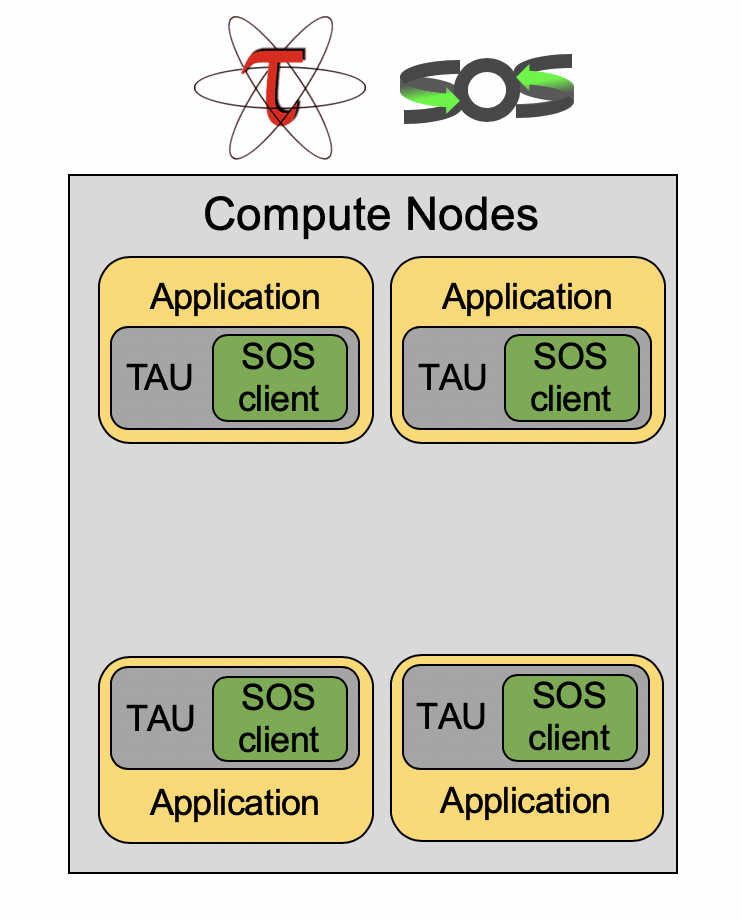 τ SOS
Compute Nodes
Application
TAU
SOS
client
Application
TAU
SOS
client
TAU
SOS
client
Application
TAU
SOS
client
Application